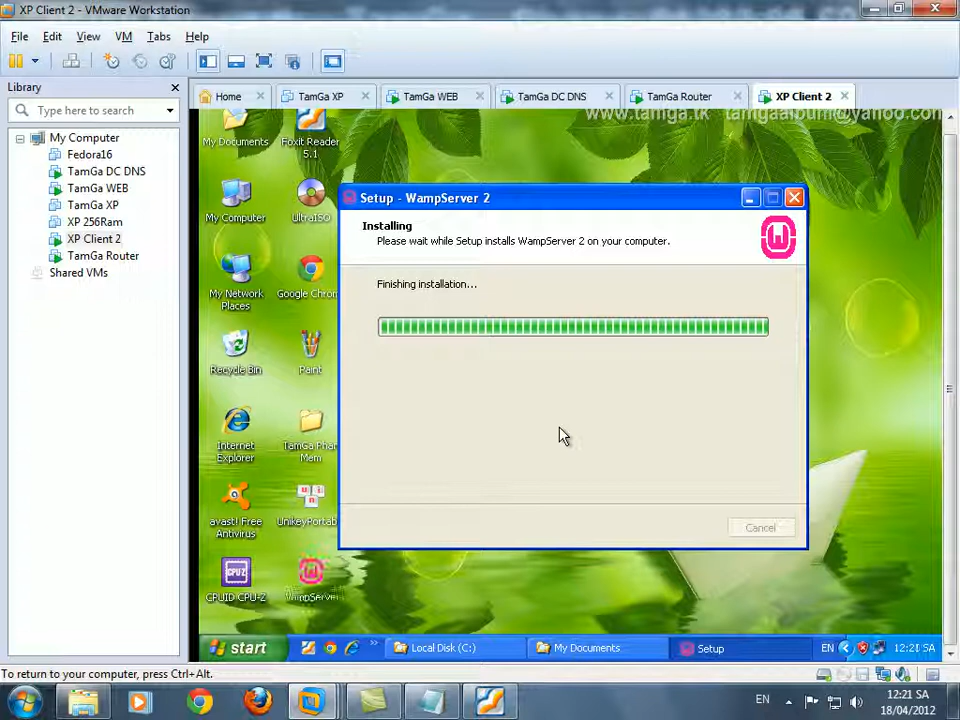 XP Client 2 - VMware Workstation
File Edit View VM Tabs Help
Library
Type here to search
My Computer
Fedora16
TamGa DC DNS
TamGa WEB
TamGa XP
XP 256Ram
XP Client 2
TamGa Router
Shared VMs
Home TamGa XP TamGa WEB TamGa DC DNS TamGa Router XP Client 2
www.tamga.tk tamgaalbum@yahoo.com
My Documents
Foxit Reader 5.1
My Computer
UltraISO
My Network Places
Google Chrom
Recycle Bin
Paint
Internet Explorer
TamGa Phan Mem
avast! Free Antivirus
UnikeyPortab
CPUID CPU-Z
WampServer
Setup - WampServer 2
Installing
Please wait while Setup installs WampServer 2 on your computer.
Finishing installation...
Cancel
start Local Disk (C:) My Documents Setup EN 12:21 SA
To return to your computer, press Ctrl+Alt.
EN 12:21 SA
18/04/2012